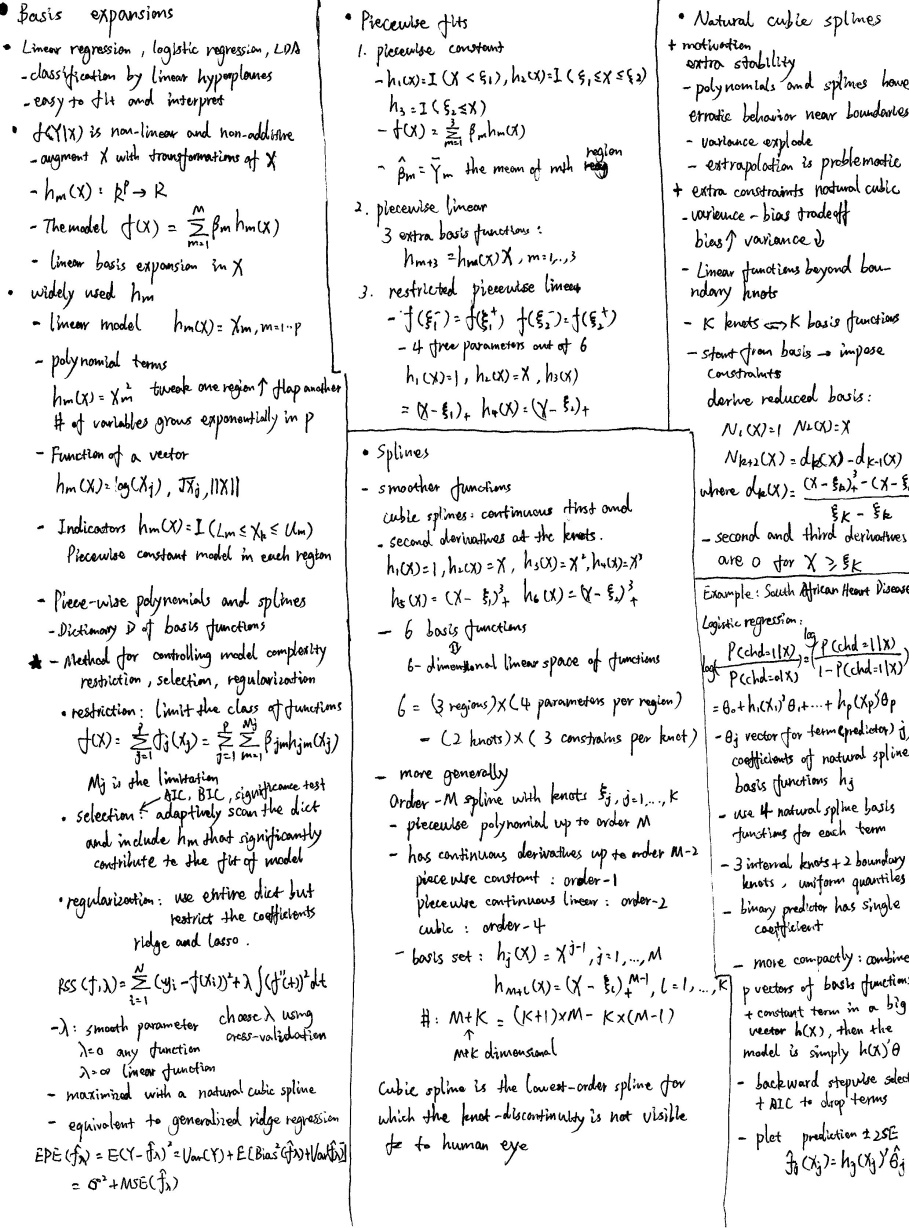 • Basis expansions
• Linear regression, logistic regression, LDA
- classification by linear hyperplanes
- easy to fit and interpret
• f(Y|X) is non-linear and non-additive
- augment X with transformations of X
- hm(X) : ℝᵖ → ℝ
- The model f(X) = Σ_{m=1}^{M} βm hm(X)
- linear basis expansion in X
• widely used hm
- linear model hm(X) = Xm, m=1..p
- polynomial terms
hm(X) = Xm² tweak one region↑ flap another
# of variables grows exponentially in p
- Function of a vector
hm(X) = log(Xj), √Xj, ||X||
- Indicators hm(X) = I(Lm ≤ Xk ≤ Um)
Piecewise constant model in each region
- Piece-wise polynomials and splines
- Dictionary D of basis functions
★ - Method for controlling model complexity
restriction, selection, regularization
• restriction: limit the class of functions
f(X) = Σ_{j=1}^{p} fj(Xj) = Σ_{j=1}^{p} Σ_{m=1}^{Mj} βjm hjm(Xj)
Mj is the limitation
AIC, BIC, significance test
• selection: adaptively scan the dict
and include hm that significantly
contribute to the fit of model
• regularization: use entire dict but
restrict the coefficients
ridge and lasso.
RSS(f,λ) = Σ_{i=1}^{N} (yi - f(xi))² + λ∫(f''(t))² dt
- λ: smooth parameter choose λ using
λ=0 any function cross-validation
λ=∞ linear function
- maximized with a natural cubic spline
- equivalent to generalized ridge regression
EPE(f̂λ) = E(Y-f̂λ)² = Var(Y) + E[Bias²(f̂λ) + Var(f̂λ)]
= σ² + MSE(f̂λ)
• Piecewise fits
1. piecewise constant
- h₁(X) = I(X < ξ₁), h₂(X) = I(ξ₁ ≤ X ≤ ξ₂)
h₃ = I(ξ₂ ≤ X)
- f(X) = Σ_{m=1}^{3} βm hm(X)
- β̂m = Ȳm the mean of mth region
2. piecewise linear
3 extra basis functions:
hm+3 = hm(X)X, m=1,..,3
3. restricted piecewise linear
- f(ξ₁⁻) = f(ξ₁⁺) f(ξ₂⁻) = f(ξ₂⁺)
- 4 free parameters out of 6
h₁(X) = 1, h₂(X) = X, h₃(X)
= (X-ξ₁)₊ h₄(X) = (X-ξ₂)₊
• Splines
- smoother functions
cubic splines: continuous first and
- second derivatives at the knots.
h₁(X) = 1, h₂(X) = X, h₃(X) = X², h₄(X) = X³
h₅(X) = (X-ξ₁)³₊ h₆(X) = (X-ξ₂)³₊
- 6 basis functions
⇕
6-dimentional linear space of functions
6 = (3 regions)×(4 parameters per region)
- (2 knots)×(3 constrains per knot)
- more generally
Order-M spline with knots ξj, j=1,...,K
- piecewise polynomial up to order M
- has continuous derivatives up to order M-2
piecewise constant : order-1
piecewise continuous linear : order-2
cubic : order-4
- basis set : hj(X) = X^{j-1}, j=1,...,M
hM+l(X) = (X-ξl)₊^{M-1}, l=1,...,K
#: M+K = (K+1)×M - K×(M-1)
↑
M+K dimensional
Cubic spline is the lowest-order spline for
which the knot-discontinuity is not visible
to human eye
• Natural cubic splines
+ motivation
extra stability
- polynomials and splines have
erratic behavior near boundaries
- variance explode
- extrapolation is problematic
+ extra constraints natural cubic
- variance-bias tradeoff
bias↑ variance↓
- Linear functions beyond bou-
ndary knots
- K knots ⇔ K basis functions
- start from basis → impose
constraints
derive reduced basis:
N₁(X) = 1 N₂(X) = X
Nk+2(X) = dk(X) - dK-1(X)
where dk(X) = ((X-ξk)³₊ - (X-ξ / ξK - ξk
- second and third derivatives
are 0 for X ≥ ξK
Example: South African Heart Disease
Logistic regression:
log P(chd=1|X)/P(chd=0|X) = log P(chd=1|X)/1-P(chd=1|X)
= θ₀ + h₁(X₁)'θ₁ + ... + hp(Xp)'θp
- θj vector for term (predictor) j,
coefficients of natural spline
basis functions hj
- use 4 natural spline basis
functions for each term
- 3 internal knots + 2 boundary
knots, uniform quantiles
- binary predictor has single
coefficient
- more compactly: combine
p vectors of basis functions
+ constant term in a big
vector h(X), then the
model is simply h(X)'θ
- backward stepwise select
+ AIC to drop terms
- plot prediction ± 2SE
f̂j(Xj) = hj(Xj)'θ̂j